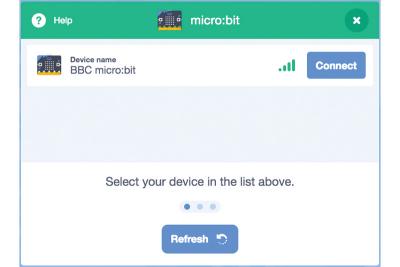 Help
micro:bit
Device name
BBC micro:bit
Connect
Select your device in the list above.
Refresh